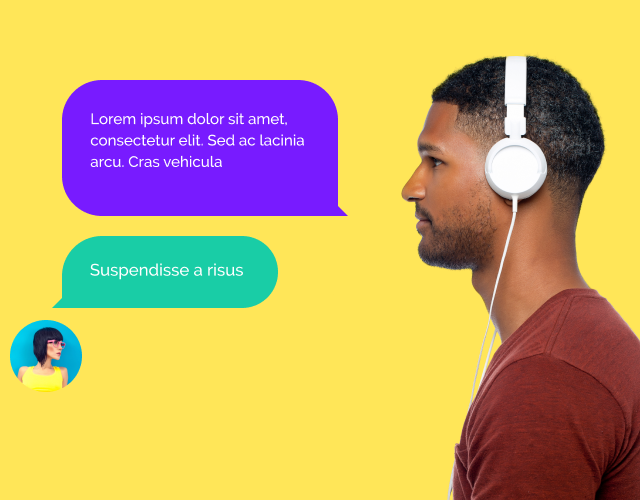 Lorem ipsum dolor sit amet,
consectetur elit. Sed ac lacinia
arcu. Cras vehicula
Suspendisse a risus